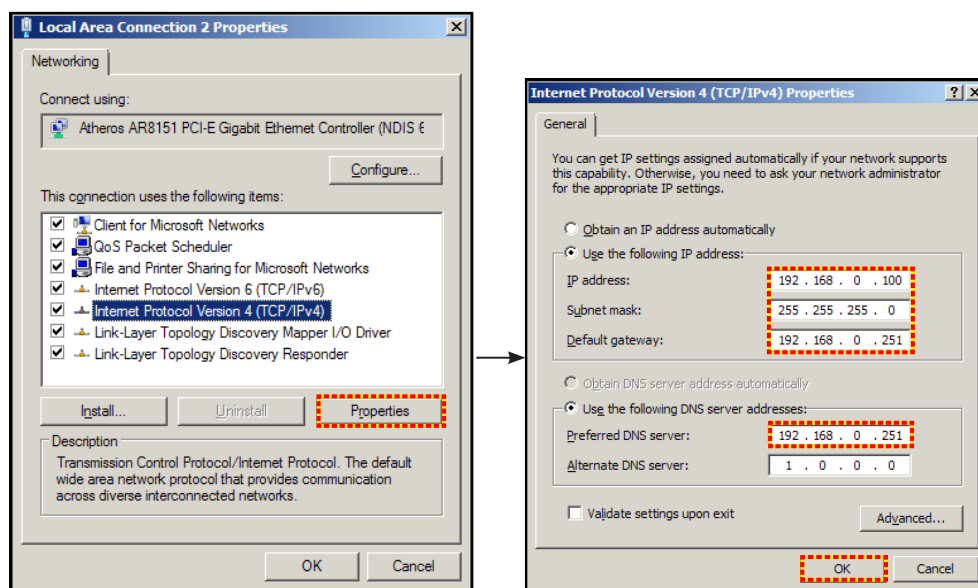 Local Area Connection 2 Properties
Networking
Connect using:
Atheros AR8151 PCI-E Gigabit Ethernet Controller (NDIS 6
Configure...
This connection uses the following items:
Client for Microsoft Networks
QoS Packet Scheduler
File and Printer Sharing for Microsoft Networks
Internet Protocol Version 6 (TCP/IPv6)
Internet Protocol Version 4 (TCP/IPv4)
Link-Layer Topology Discovery Mapper I/O Driver
Link-Layer Topology Discovery Responder
Install... Uninstall Properties
Description
Transmission Control Protocol/Internet Protocol. The default
wide area network protocol that provides communication
across diverse interconnected networks.
OK Cancel
Internet Protocol Version 4 (TCP/IPv4) Properties
General
You can get IP settings assigned automatically if your network supports
this capability. Otherwise, you need to ask your network administrator
for the appropriate IP settings.
Obtain an IP address automatically
Use the following IP address:
IP address: 192 . 168 . 0 . 100
Subnet mask: 255 . 255 . 255 . 0
Default gateway: 192 . 168 . 0 . 251
Obtain DNS server address automatically
Use the following DNS server addresses:
Preferred DNS server: 192 . 168 . 0 . 251
Alternate DNS server: 1 . 0 . 0 . 0
Validate settings upon exit
Advanced...
OK Cancel